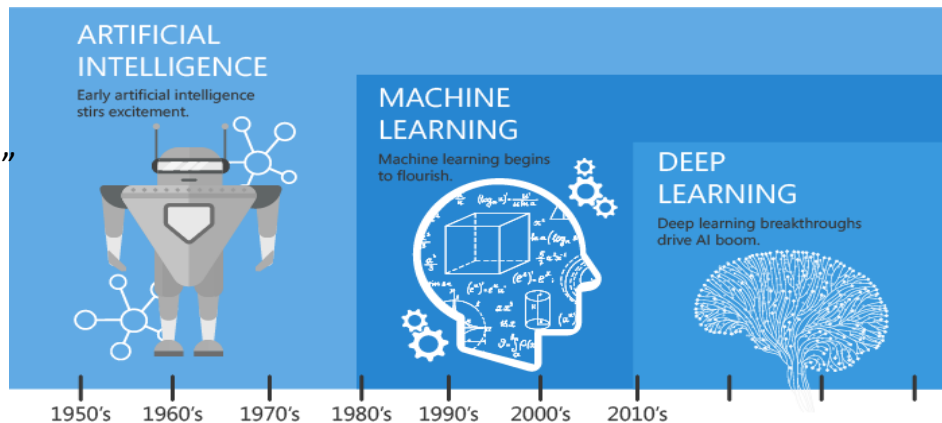 ARTIFICIAL
INTELLIGENCE
Early artificial intelligence
stirs excitement.
”
MACHINE
LEARNING
Machine learning begins
to flourish.
DEEP
LEARNING
Deep learning breakthroughs
drive AI boom.
1950's 1960's 1970's 1980's 1990's 2000's 2010's